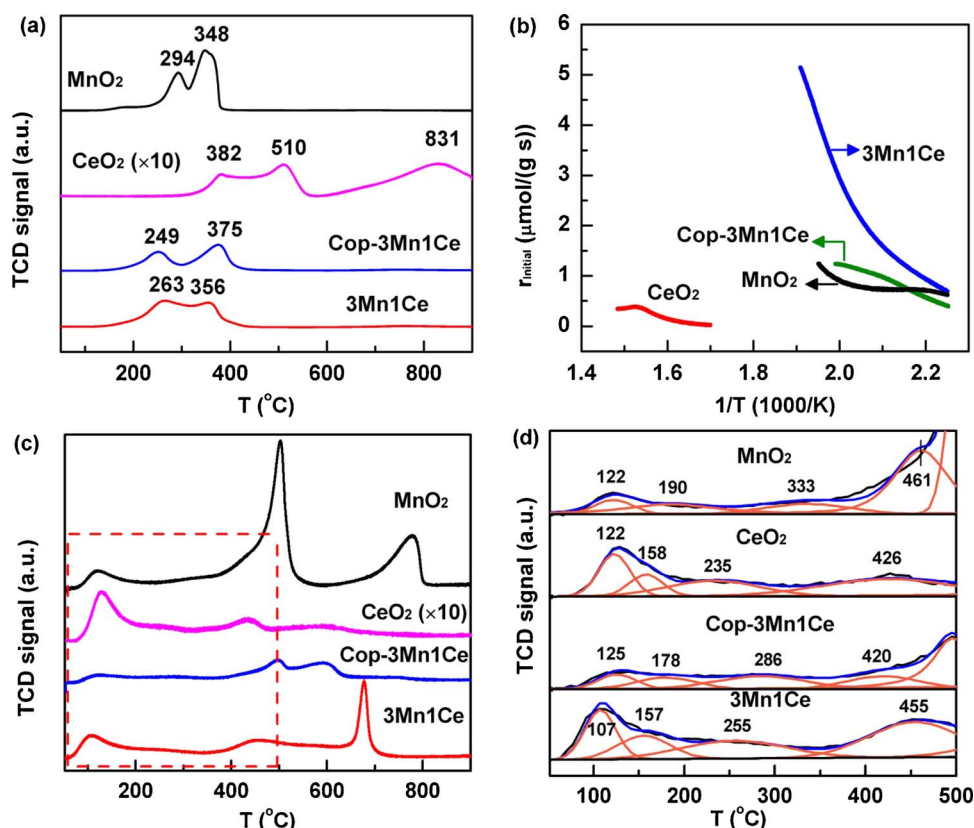 (a)
TCD signal (a.u.)
MnO₂
294
348
CeO₂ (×10)
382
510
831
Cop-3Mn1Ce
249
375
3Mn1Ce
263
356
200 400 600 800
T (°C)
(b)
r_Initial (μmol/(g s))
6
5
4
3
2
1
0
3Mn1Ce
Cop-3Mn1Ce
MnO₂
CeO₂
1.4 1.6 1.8 2.0 2.2
1/T (1000/K)
(c)
TCD signal (a.u.)
MnO₂
CeO₂ (×10)
Cop-3Mn1Ce
3Mn1Ce
200 400 600 800
T (°C)
(d)
TCD signal (a.u.)
MnO₂
122 190 333 461
CeO₂
122 158 235 426
Cop-3Mn1Ce
125 178 286 420
3Mn1Ce
107 157 255 455
100 200 300 400 500
T (°C)